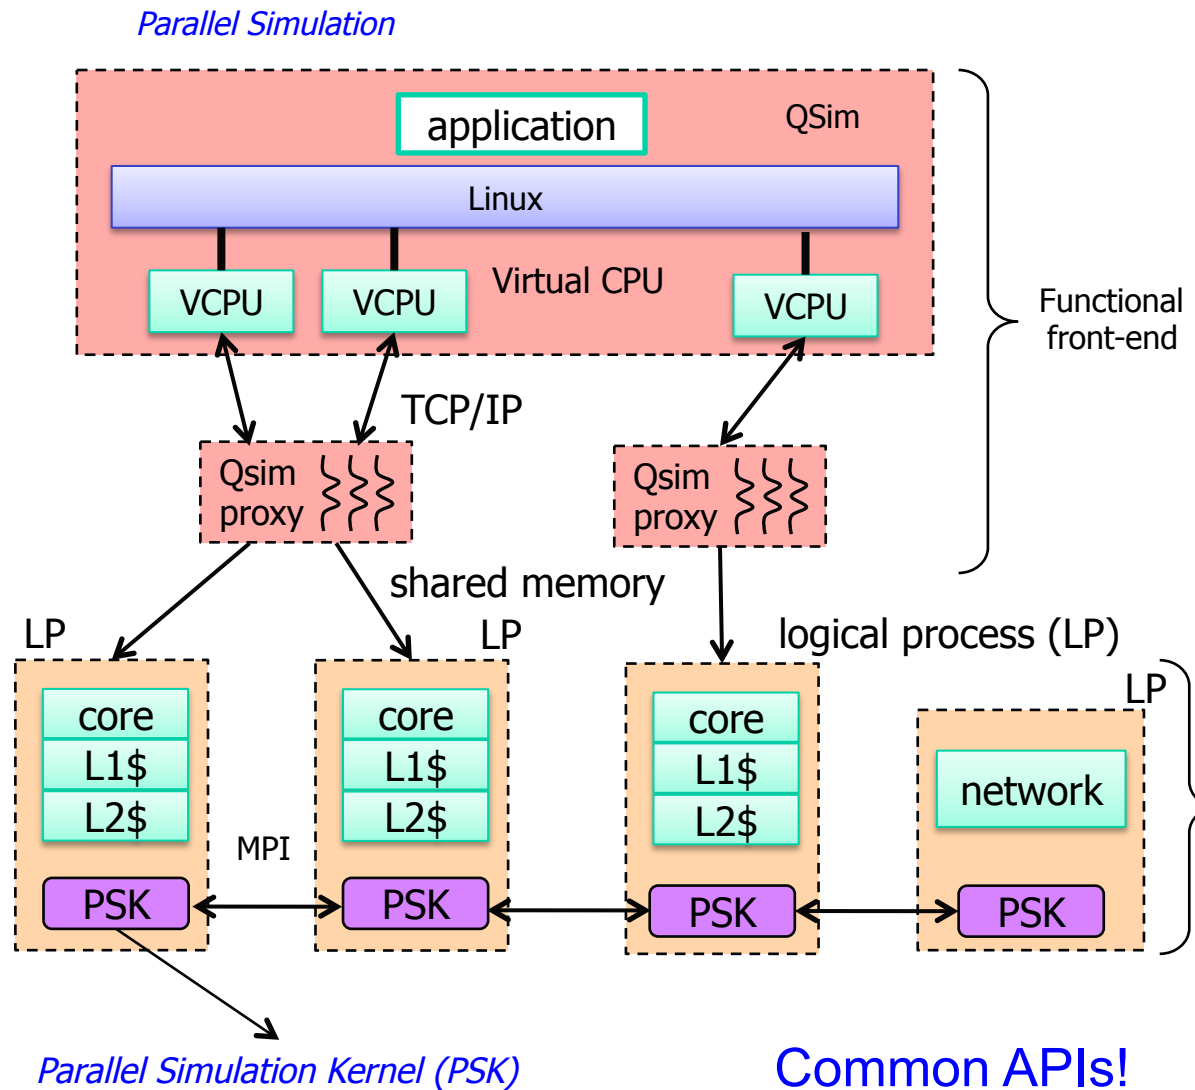 Parallel Simulation
application
QSim
Linux
VCPU
VCPU
Virtual CPU
VCPU
Functional
front-end
TCP/IP
Qsim
proxy
Qsim
proxy
shared memory
LP
LP
logical process (LP)
LP
core
L1$
L2$
core
L1$
L2$
core
L1$
L2$
network
MPI
PSK
PSK
PSK
PSK
Parallel Simulation Kernel (PSK)
Common APIs!